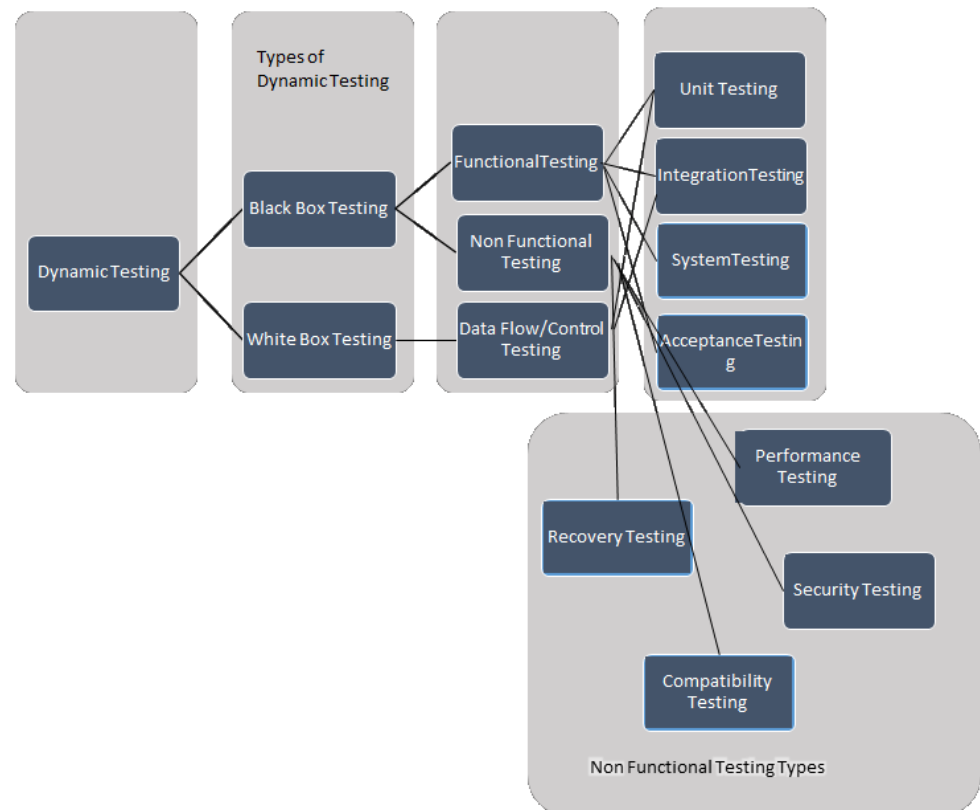 Types of
Dynamic Testing
Dynamic Testing
Black Box Testing
White Box Testing
FunctionalTesting
Non Functional
Testing
Data Flow/Control
Testing
Unit Testing
IntegrationTesting
SystemTesting
AcceptanceTestin
g
Performance
Testing
Recovery Testing
Security Testing
Compatibility
Testing
Non Functional Testing Types